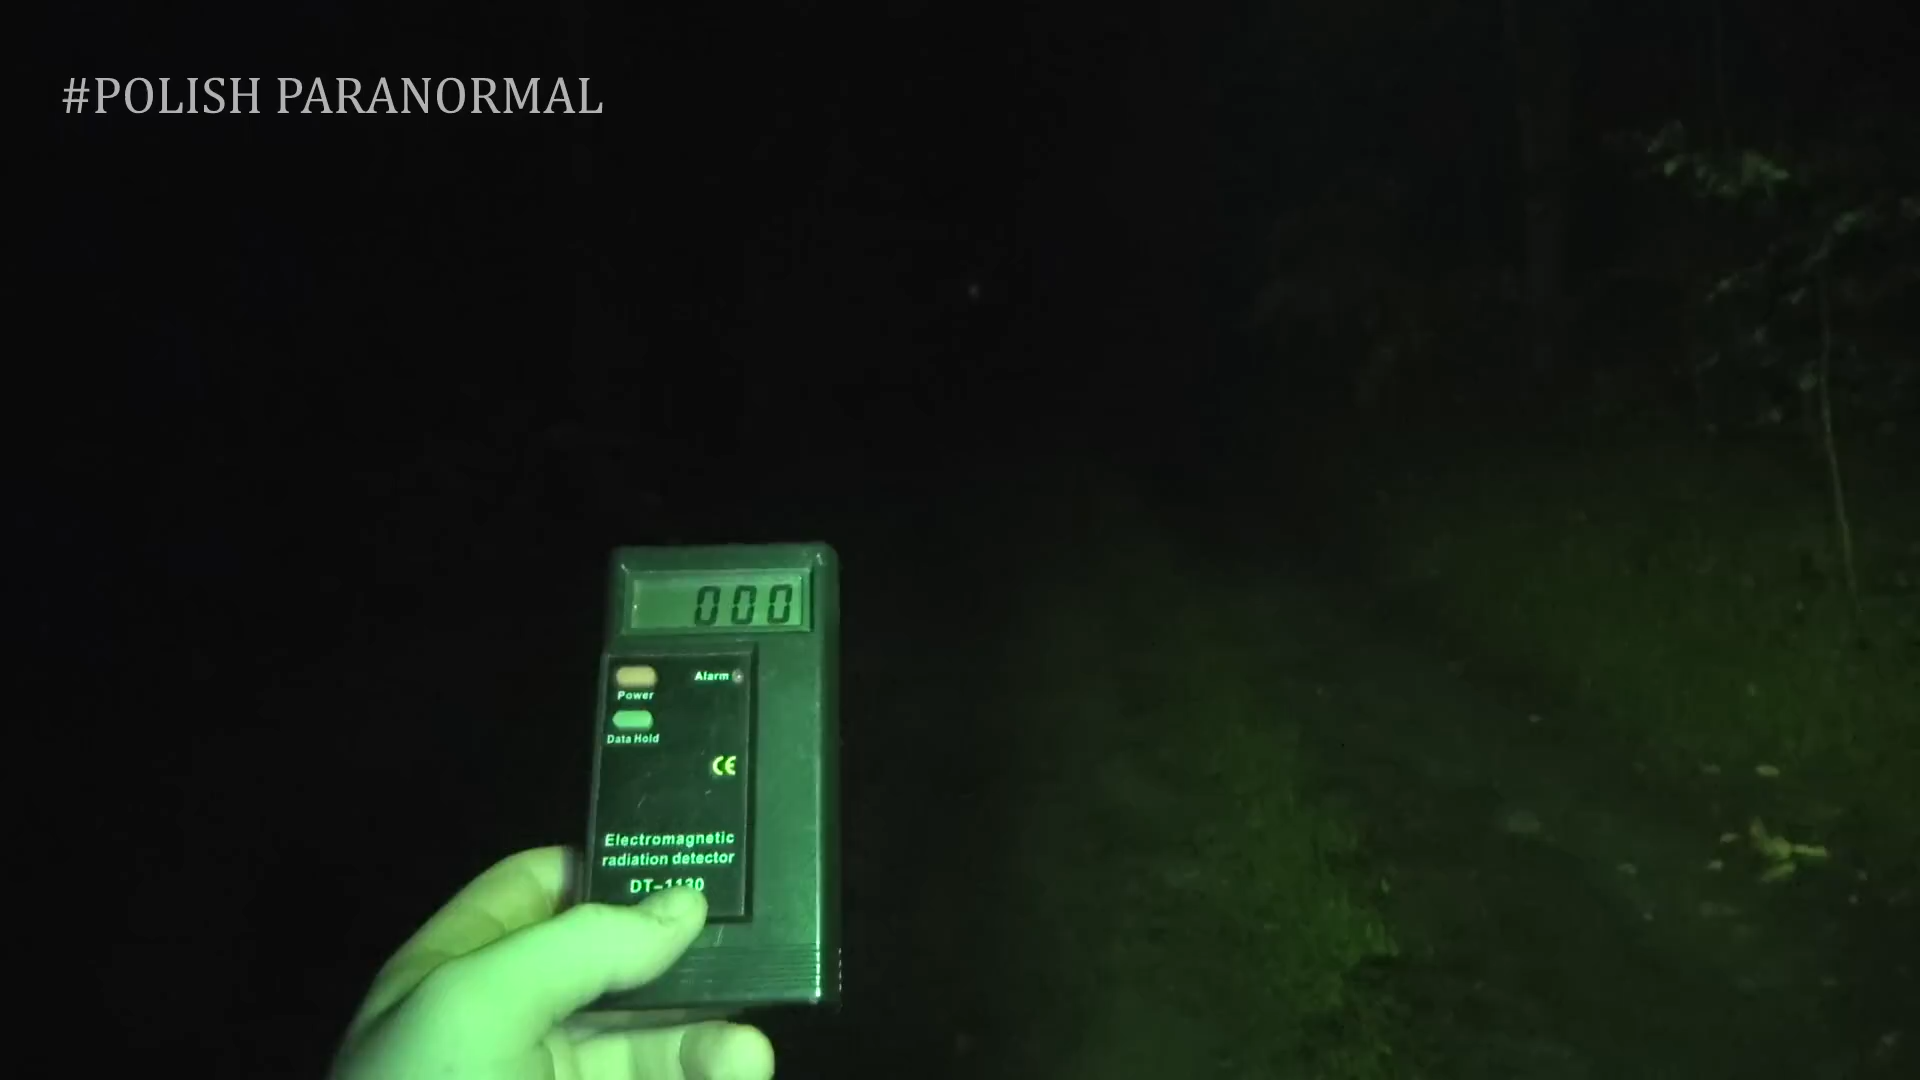 #POLISH PARANORMAL
000
Power
Alarm
Data Hold
CE
Electromagnetic
radiation detector
DT-1130